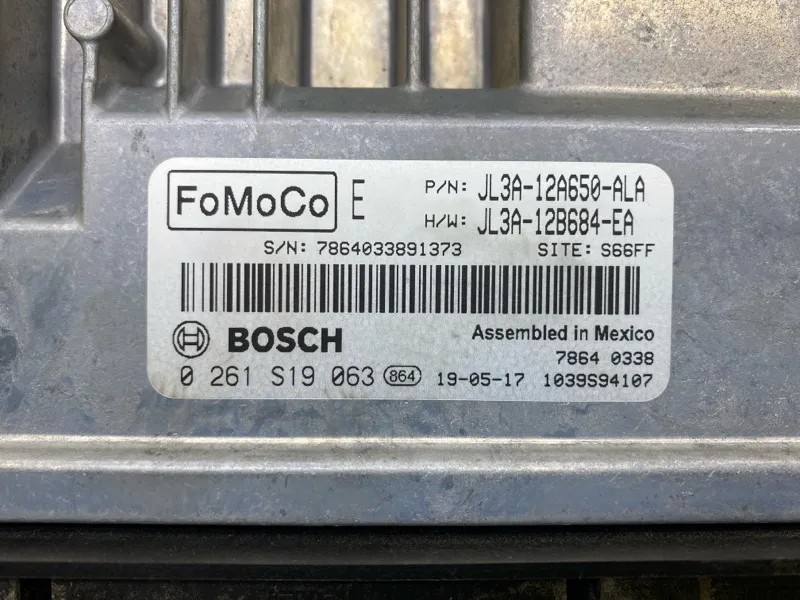 FoMoCo E P/N: JL3A-12A650-ALA
H/W: JL3A-12B684-EA
S/N: 7864033891373 SITE: S66FF
BOSCH Assembled in Mexico
7864 0338
0 261 S19 063 864 19-05-17 1039S94107